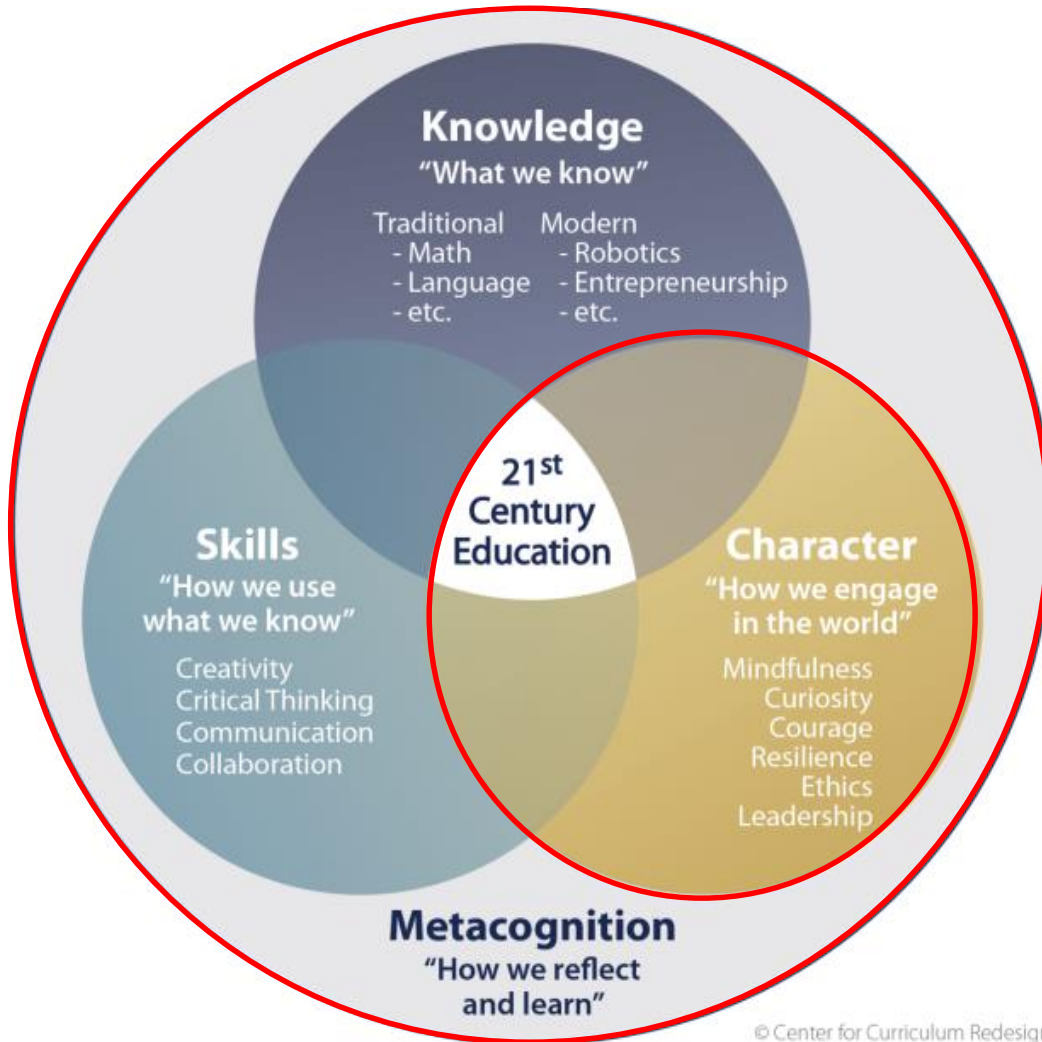 Knowledge
“What we know”
Traditional
- Math
- Language
- etc.
Modern
- Robotics
- Entrepreneurship
- etc.
21st
Century
Education
Skills
“How we use
what we know”
Creativity
Critical Thinking
Communication
Collaboration
Character
“How we engage
in the world”
Mindfulness
Curiosity
Courage
Resilience
Ethics
Leadership
Metacognition
“How we reflect
and learn”
© Center for Curriculum Redesign